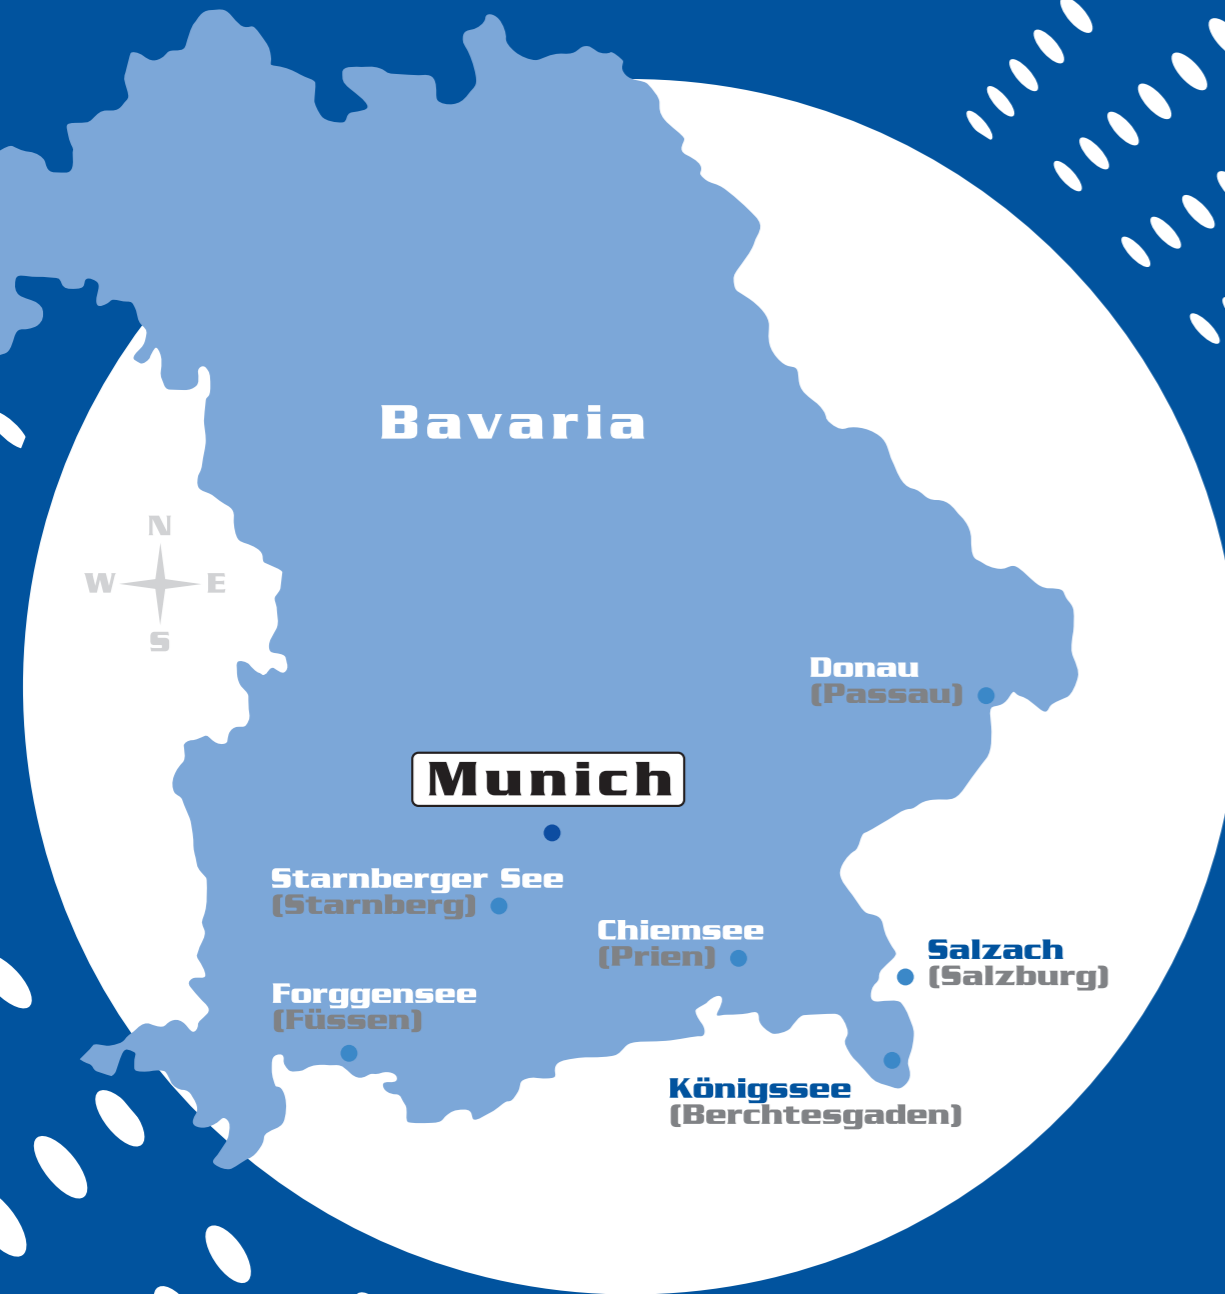 Bavaria
N
W E
S
Donau
(Passau)
Munich
Starnberger See
(Starnberg)
Chiemsee
(Prien)
Salzach
(Salzburg)
Forggensee
(Füssen)
Königssee
(Berchtesgaden)